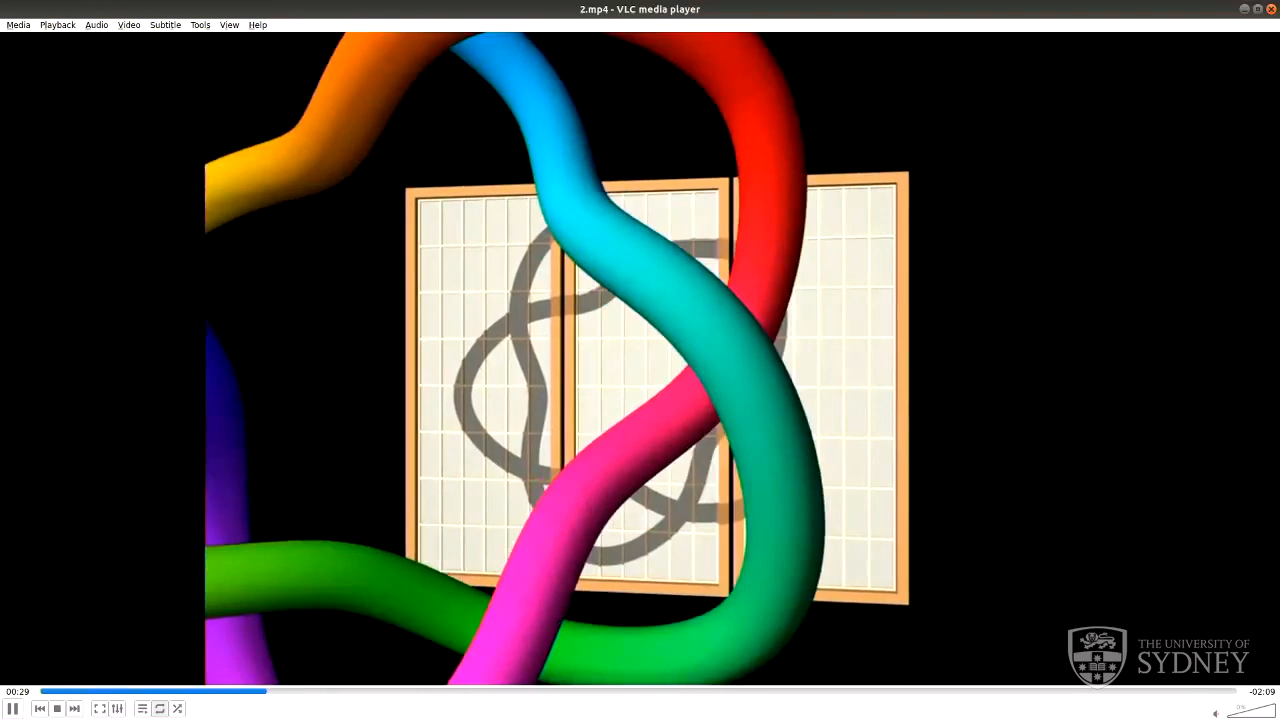 2.mp4 - VLC media player
Media Playback Audio Video Subtitle Tools View Help
THE UNIVERSITY OF
SYDNEY
00:29
-02:09
0%